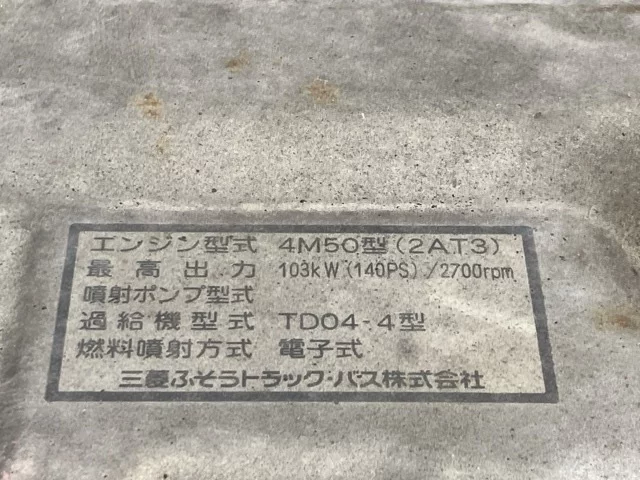 エンジン型式 4M50型(2AT3)
最高出力 103kW(140PS)/2700rpm
噴射ポンプ型式
過給機型式 TD04-4型
燃料噴射方式 電子式
三菱ふそうトラック・バス株式会社